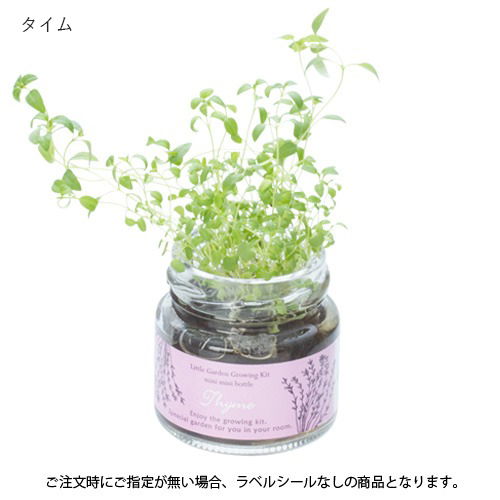 タイム
Little Garden Growing Kit
mini mini bottle
Thyme
Enjoy the growing kit.
Special garden for you in your room.
ご注文時にご指定が無い場合、ラベルシールなしの商品となります。